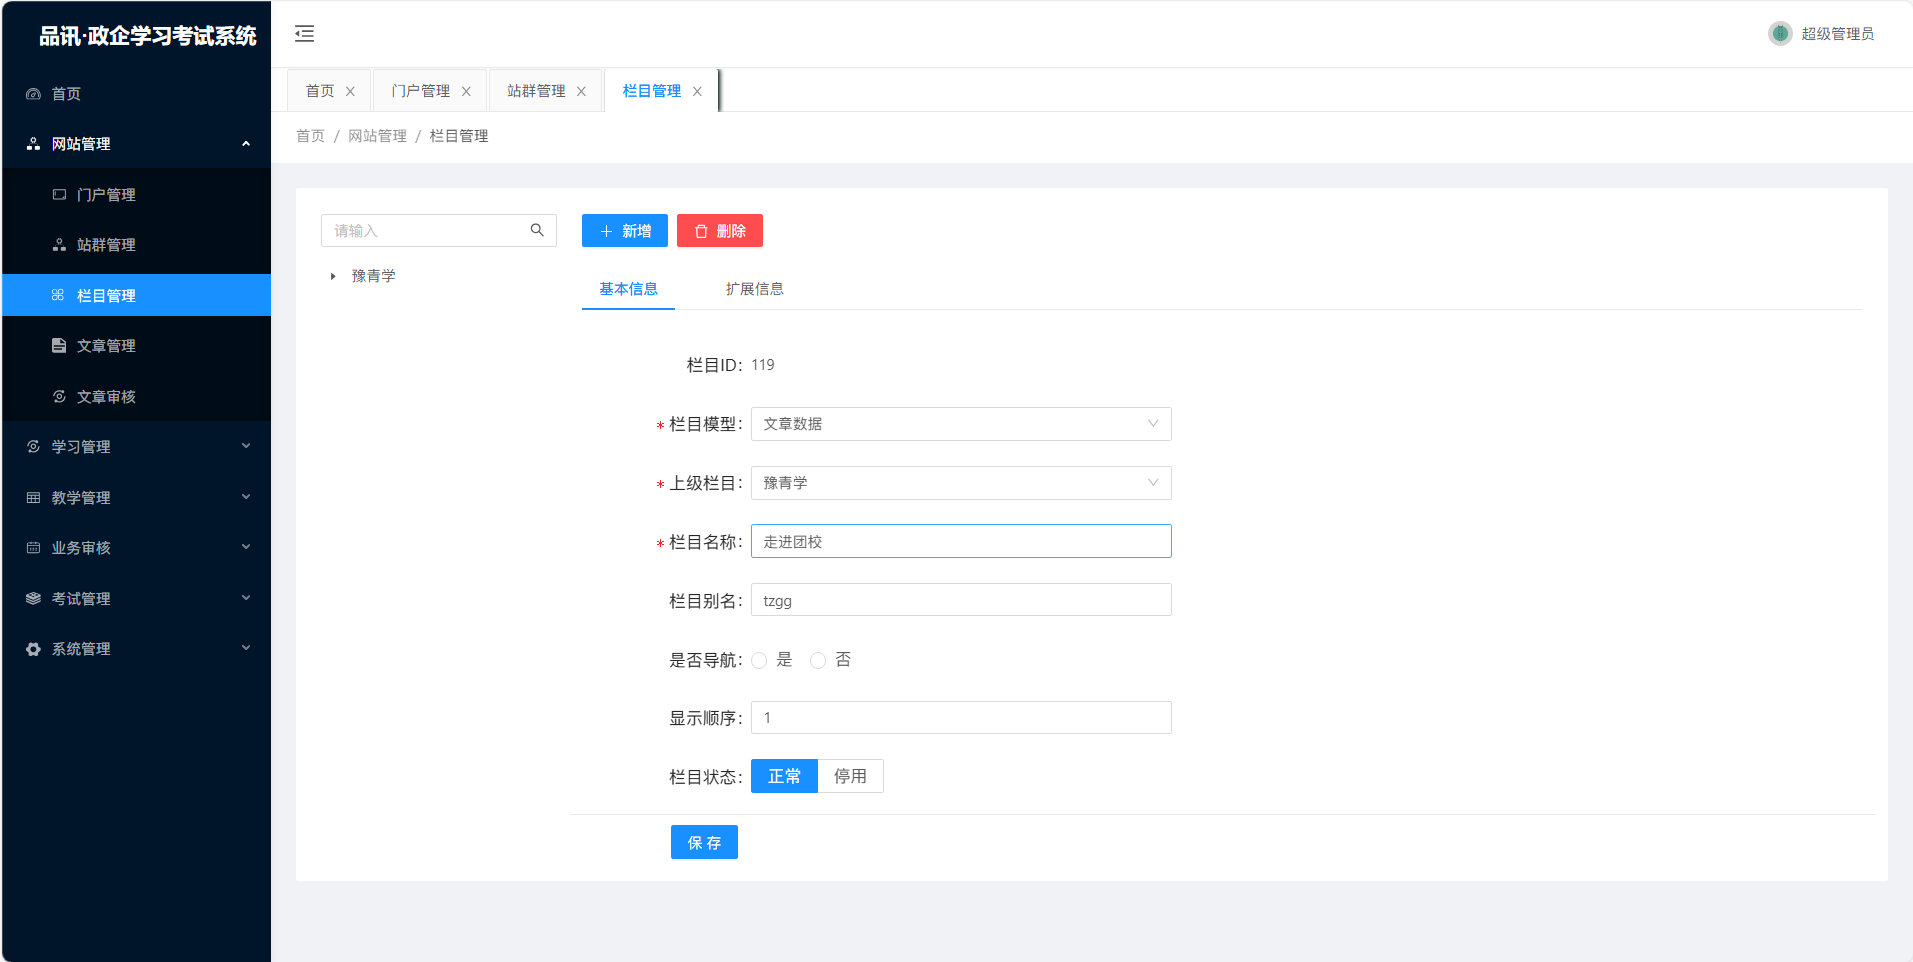 品讯·政企学习考试系统
首页
网站管理
门户管理
站群管理
栏目管理
文章管理
文章审核
学习管理
教学管理
业务审核
考试管理
系统管理
超级管理员
首页 门户管理 站群管理 栏目管理
首页 / 网站管理 / 栏目管理
请输入
豫青学
新增 删除
基本信息 扩展信息
栏目ID: 119
* 栏目模型: 文章数据
* 上级栏目: 豫青学
* 栏目名称: 走进团校
栏目别名: tzgg
是否导航: 是 否
显示顺序: 1
栏目状态: 正常 停用
保 存